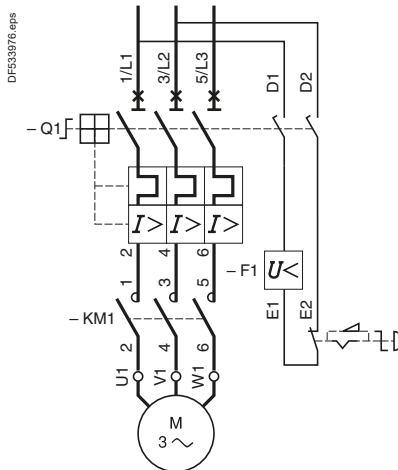 DF533976.eps
1/L1
3/L2
5/L3
D1
D2
– Q1
I>
I>
I>
2
4
6
– F1
U<
1
3
5
E1
E2
– KM1
2
4
6
U1
V1
W1
M
3 ~